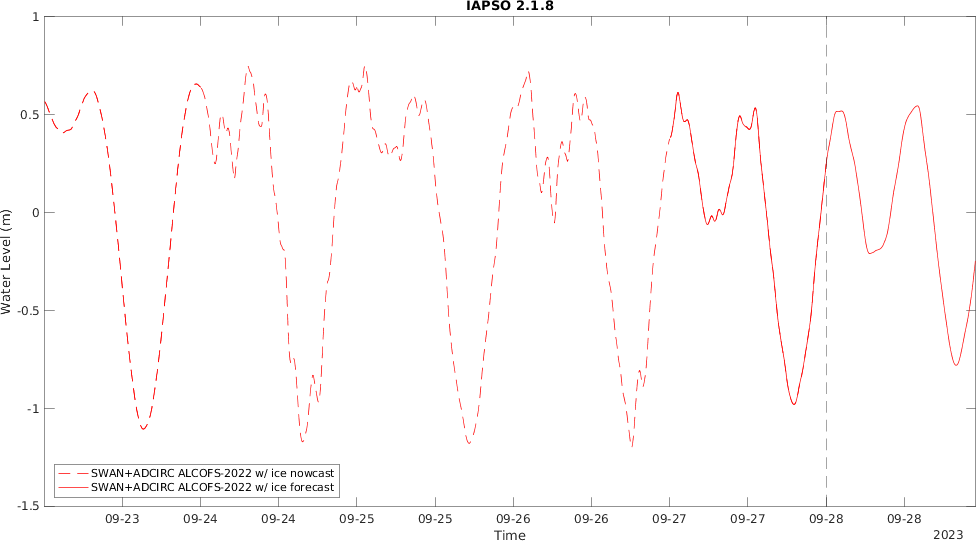 IAPSO 2.1.8
1
0.5
0
-0.5
-1
-1.5
Water Level (m)
SWAN+ADCIRC ALCOFS-2022 w/ ice nowcast
SWAN+ADCIRC ALCOFS-2022 w/ ice forecast
09-23 09-24 09-24 09-25 09-25 09-26 09-26 09-27 09-27 09-28 09-28
Time
2023